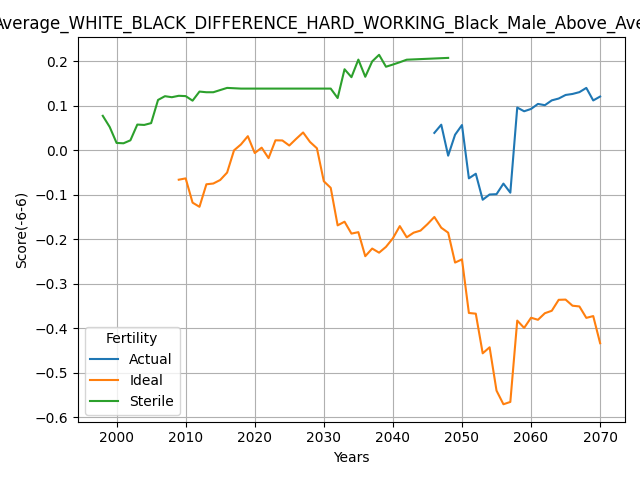 Average_WHITE_BLACK_DIFFERENCE_HARD_WORKING_Black_Male_Above_Ave
0.2
0.1
0.0
−0.1
−0.2
−0.3
−0.4
−0.5
−0.6
Score(-6-6)
Fertility
Actual
Ideal
Sterile
2000 2010 2020 2030 2040 2050 2060 2070
Years